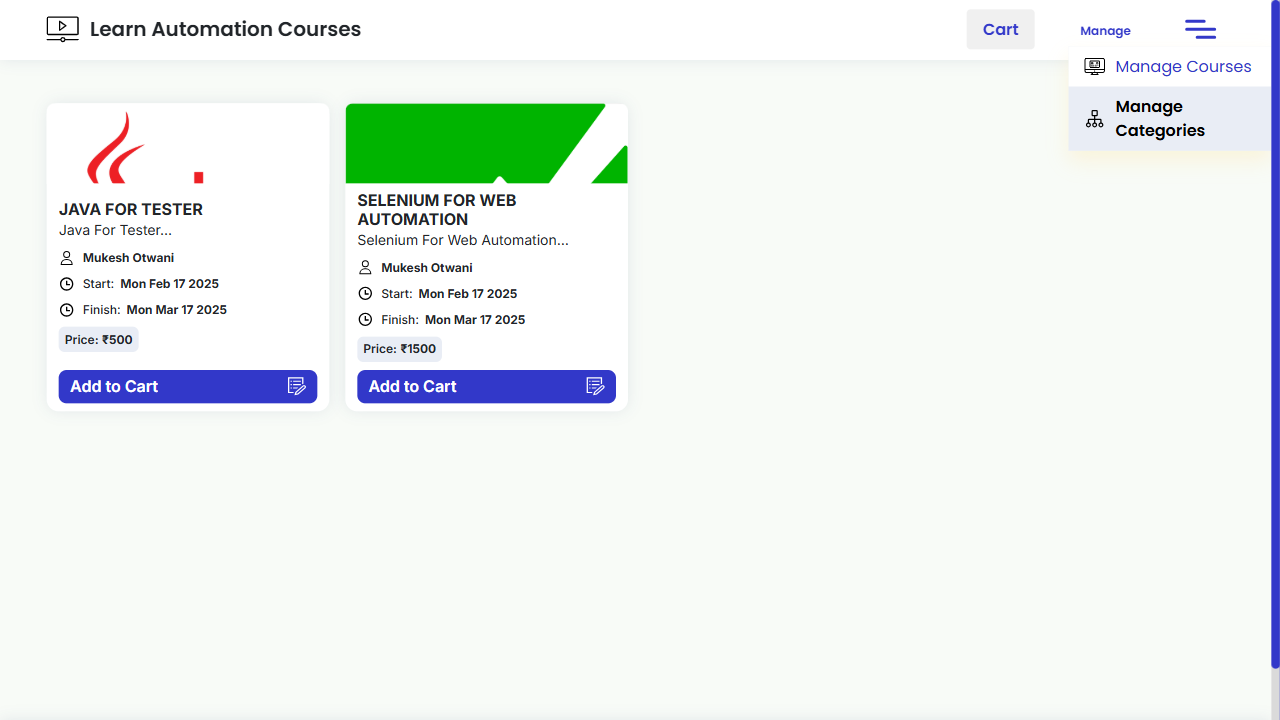 Learn Automation Courses
Cart
Manage
Manage Courses
Manage
Categories
JAVA FOR TESTER
Java For Tester...
Mukesh Otwani
Start: Mon Feb 17 2025
Finish: Mon Mar 17 2025
Price: ₹500
Add to Cart
SELENIUM FOR WEB
AUTOMATION
Selenium For Web Automation...
Mukesh Otwani
Start: Mon Feb 17 2025
Finish: Mon Mar 17 2025
Price: ₹1500
Add to Cart